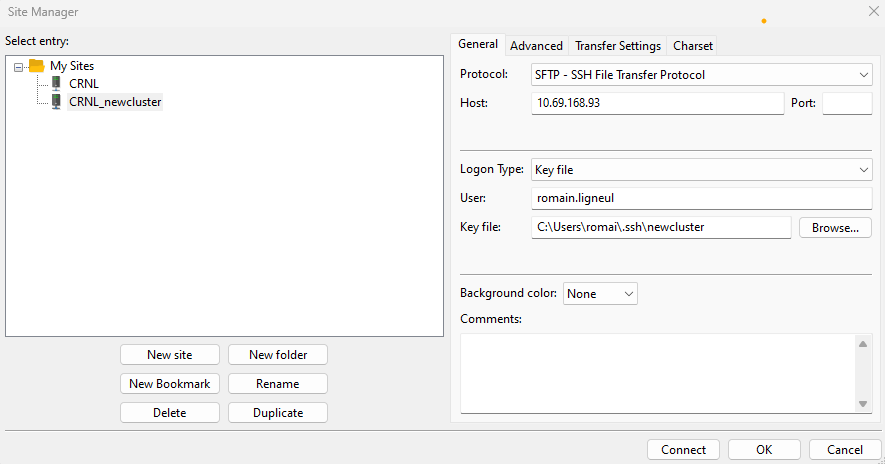 Site Manager
Select entry:
My Sites
CRNL
CRNL_newcluster
New site
New folder
New Bookmark
Rename
Delete
Duplicate
General
Advanced
Transfer Settings
Charset
Protocol:
SFTP - SSH File Transfer Protocol
Host:
10.69.168.93
Port:
Logon Type:
Key file
User:
romain.ligneul
Key file:
C:\Users\romai\.ssh\newcluster
Browse...
Background color:
None
Comments:
Connect
OK
Cancel